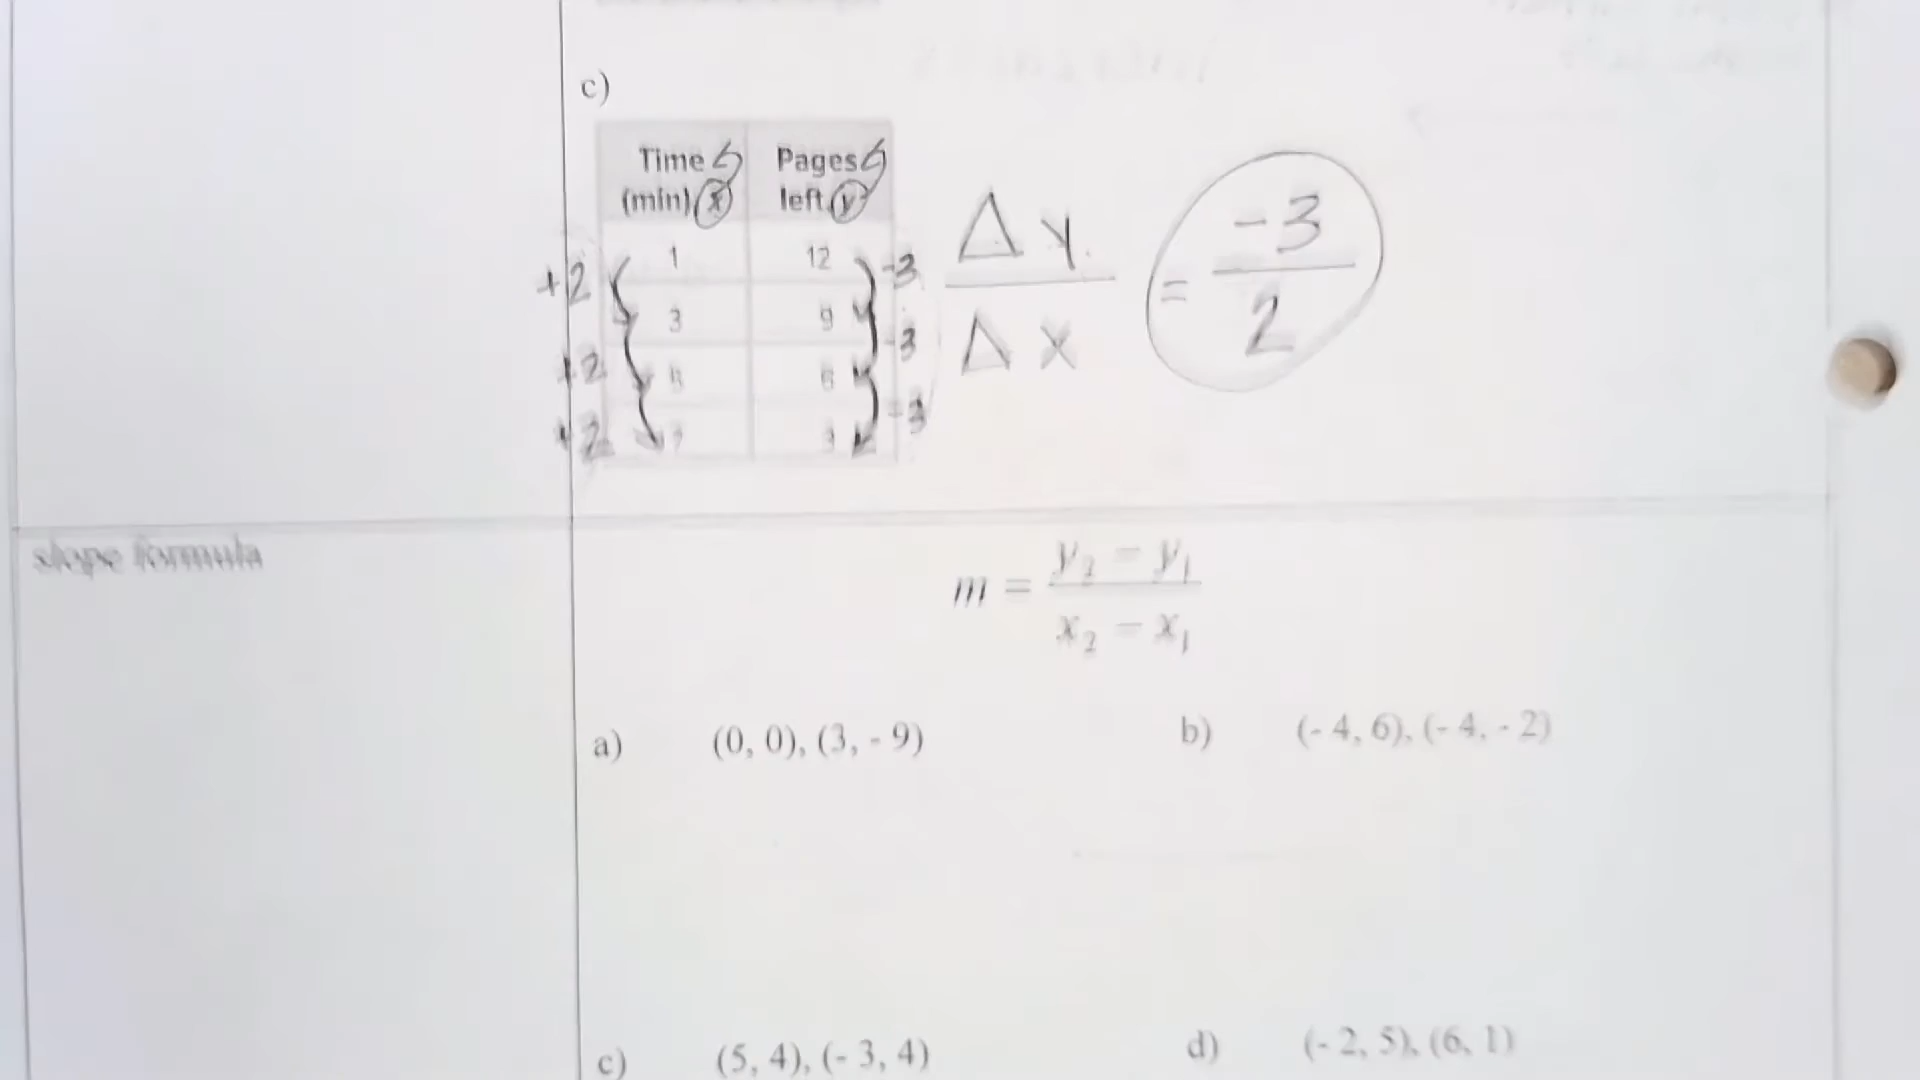 c)
Time (min) x Pages left y
1 12
+2 -3
3 9
+2 -3
6
+2 -3
Δy / Δx = -3 / 2
slope formula
m = y₂ − y₁ / x₂ − x₁
a) (0, 0), (3, - 9) b) (- 4, 6), (- 4, - 2)
c) (5, 4), (- 3, 4) d) (- 2, 5), (6, 1)